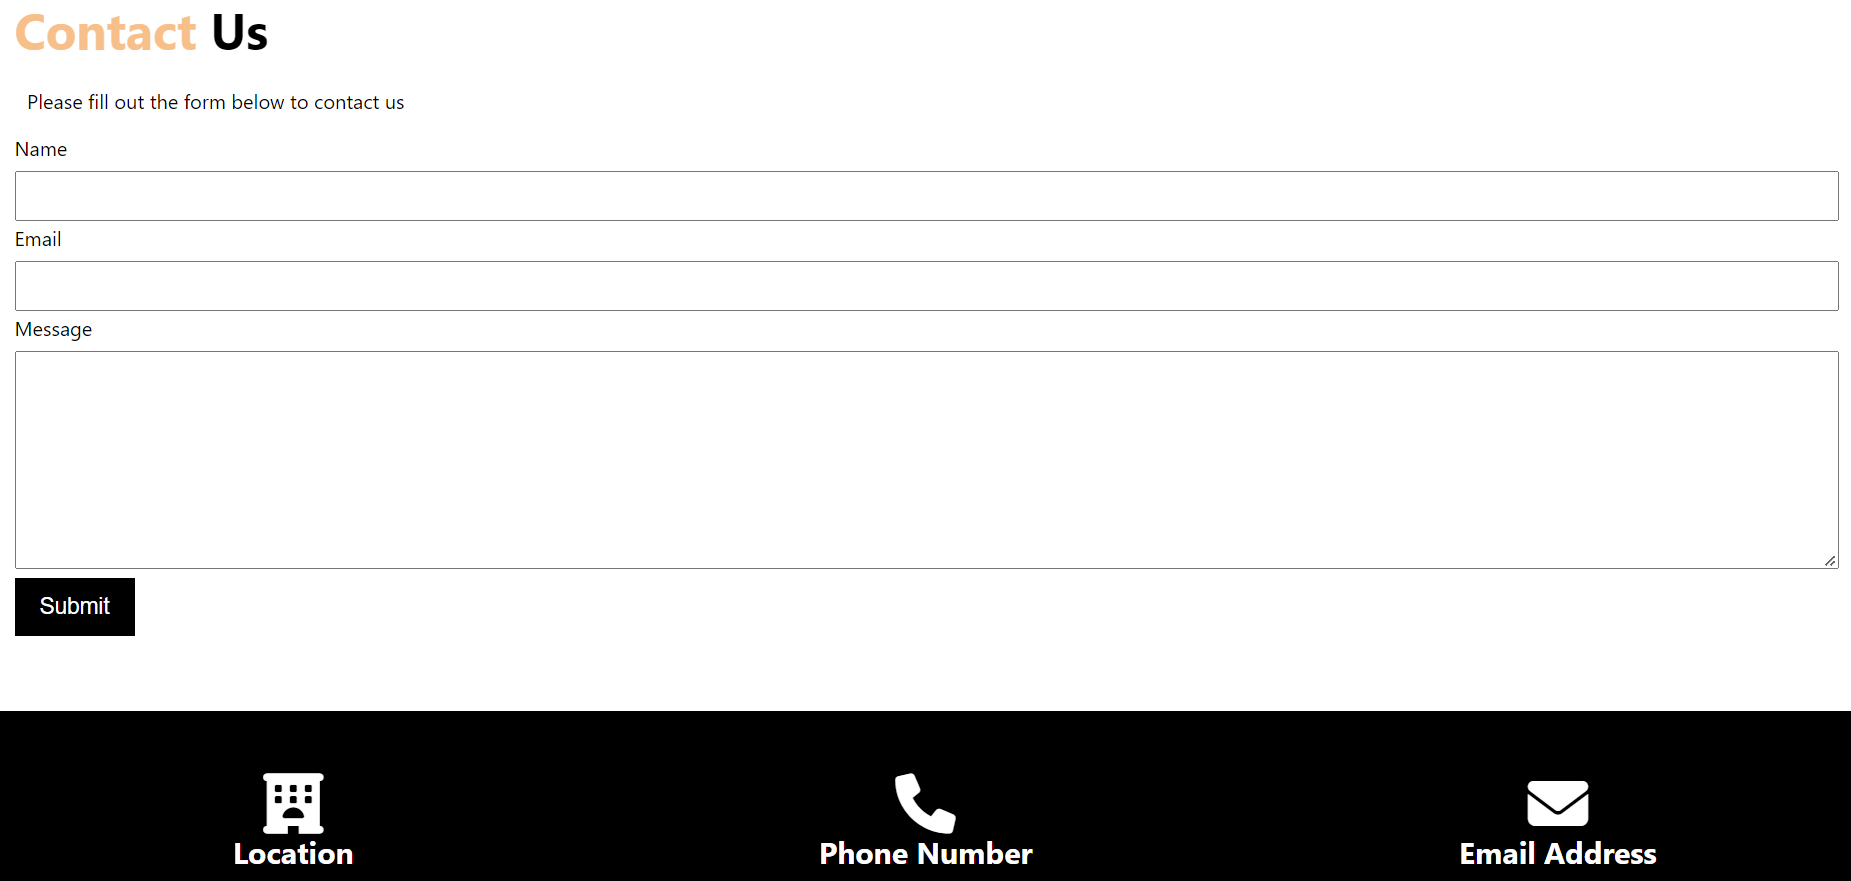 Contact Us
Please fill out the form below to contact us
Name
Email
Message
Submit
Location
Phone Number
Email Address